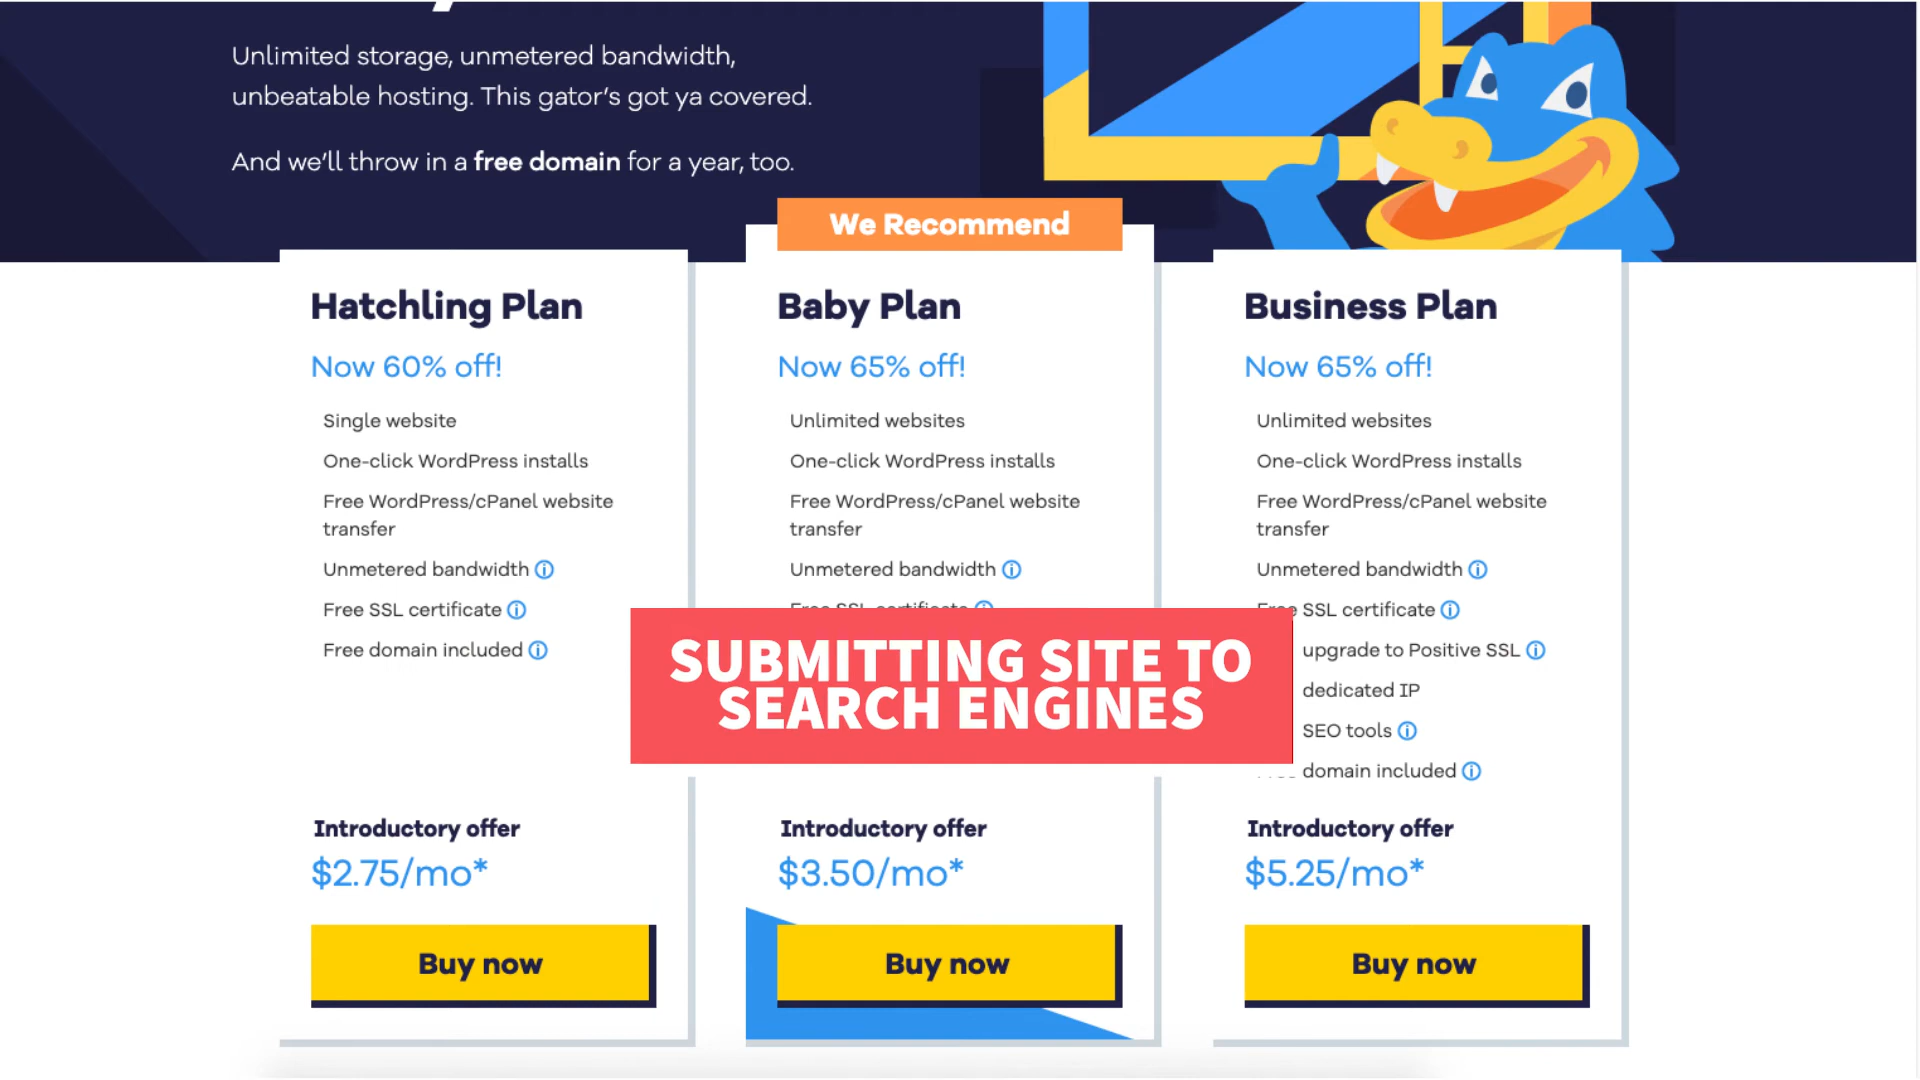 Unlimited storage, unmetered bandwidth,
unbeatable hosting. This gator's got ya covered.
And we'll throw in a free domain for a year, too.
We Recommend
Hatchling Plan
Now 60% off!
Single website
One-click WordPress installs
Free WordPress/cPanel website
transfer
Unmetered bandwidth
Free SSL certificate
Free domain included
Introductory offer
$2.75/mo*
Buy now
Baby Plan
Now 65% off!
Unlimited websites
One-click WordPress installs
Free WordPress/cPanel website
transfer
Unmetered bandwidth
Free SSL certificate
Introductory offer
$3.50/mo*
Buy now
Business Plan
Now 65% off!
Unlimited websites
One-click WordPress installs
Free WordPress/cPanel website
transfer
Unmetered bandwidth
Free SSL certificate
upgrade to Positive SSL
dedicated IP
SEO tools
domain included
Introductory offer
$5.25/mo*
Buy now
SUBMITTING SITE TO
SEARCH ENGINES